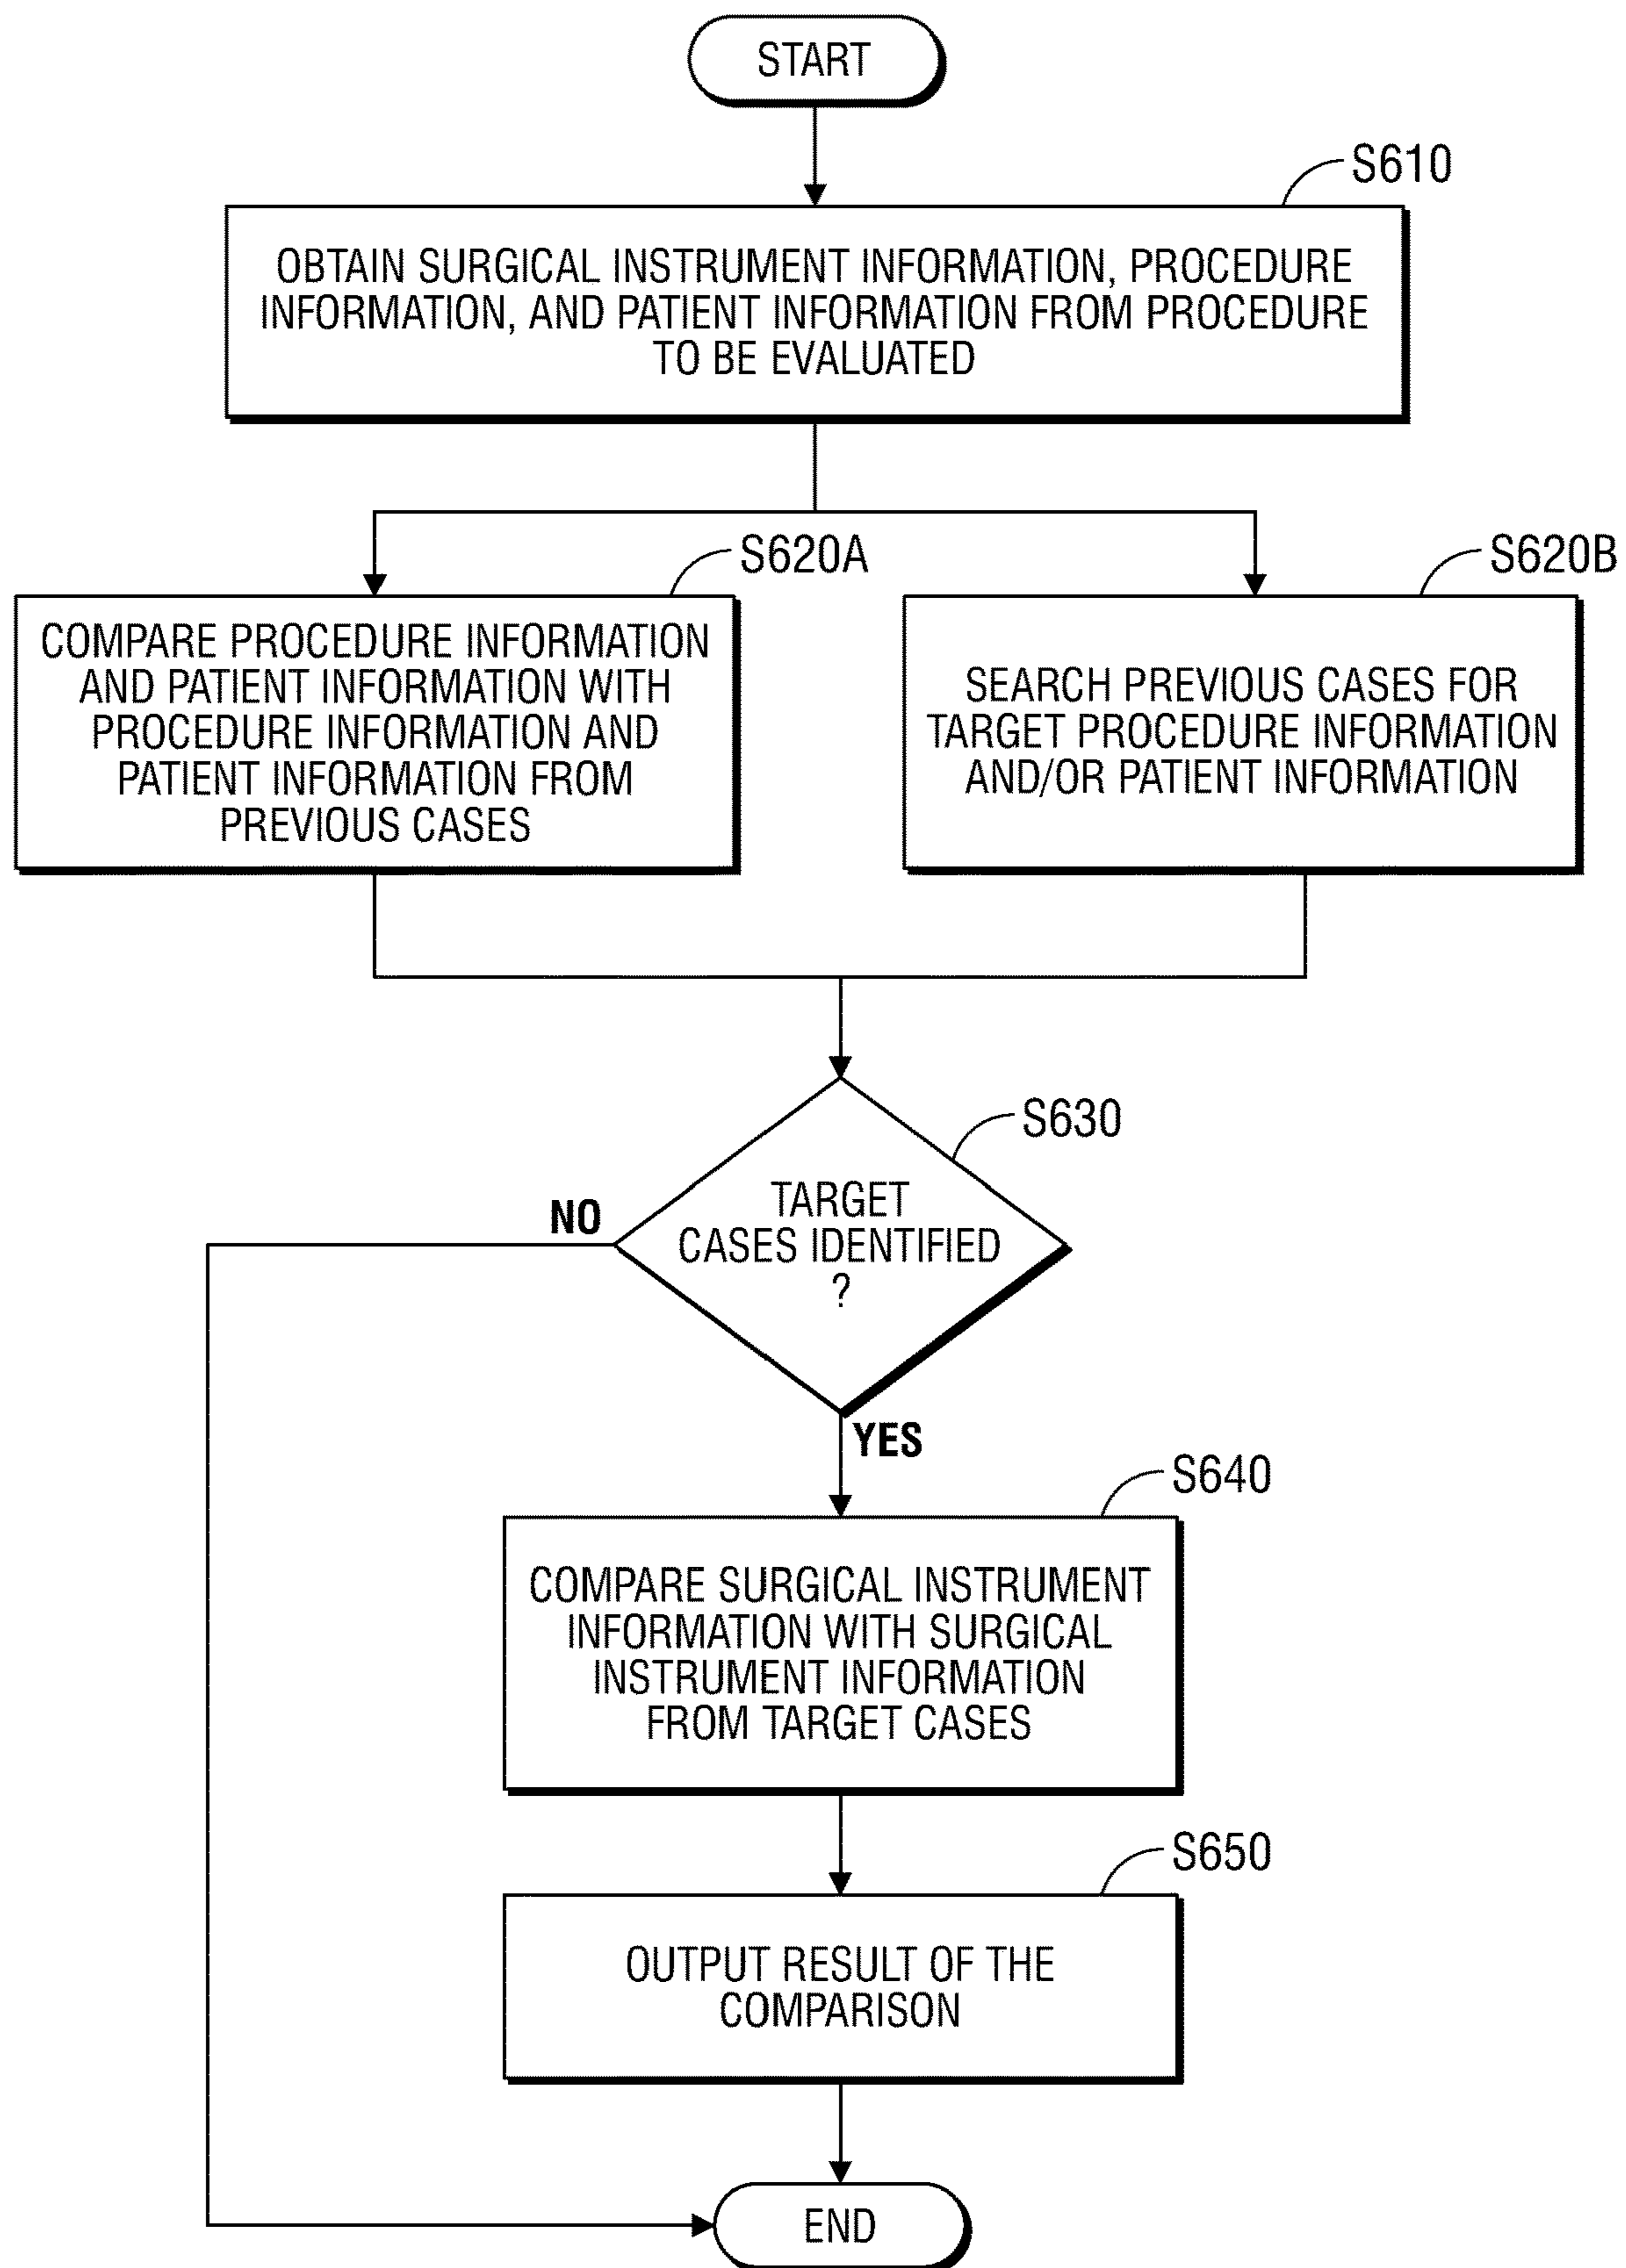 START
S610
OBTAIN SURGICAL INSTRUMENT INFORMATION, PROCEDURE
INFORMATION, AND PATIENT INFORMATION FROM PROCEDURE
TO BE EVALUATED
S620A
COMPARE PROCEDURE INFORMATION
AND PATIENT INFORMATION WITH
PROCEDURE INFORMATION AND
PATIENT INFORMATION FROM
PREVIOUS CASES
S620B
SEARCH PREVIOUS CASES FOR
TARGET PROCEDURE INFORMATION
AND/OR PATIENT INFORMATION
S630
TARGET
CASES IDENTIFIED
?
NO
YES
S640
COMPARE SURGICAL INSTRUMENT
INFORMATION WITH SURGICAL
INSTRUMENT INFORMATION
FROM TARGET CASES
S650
OUTPUT RESULT OF THE
COMPARISON
END